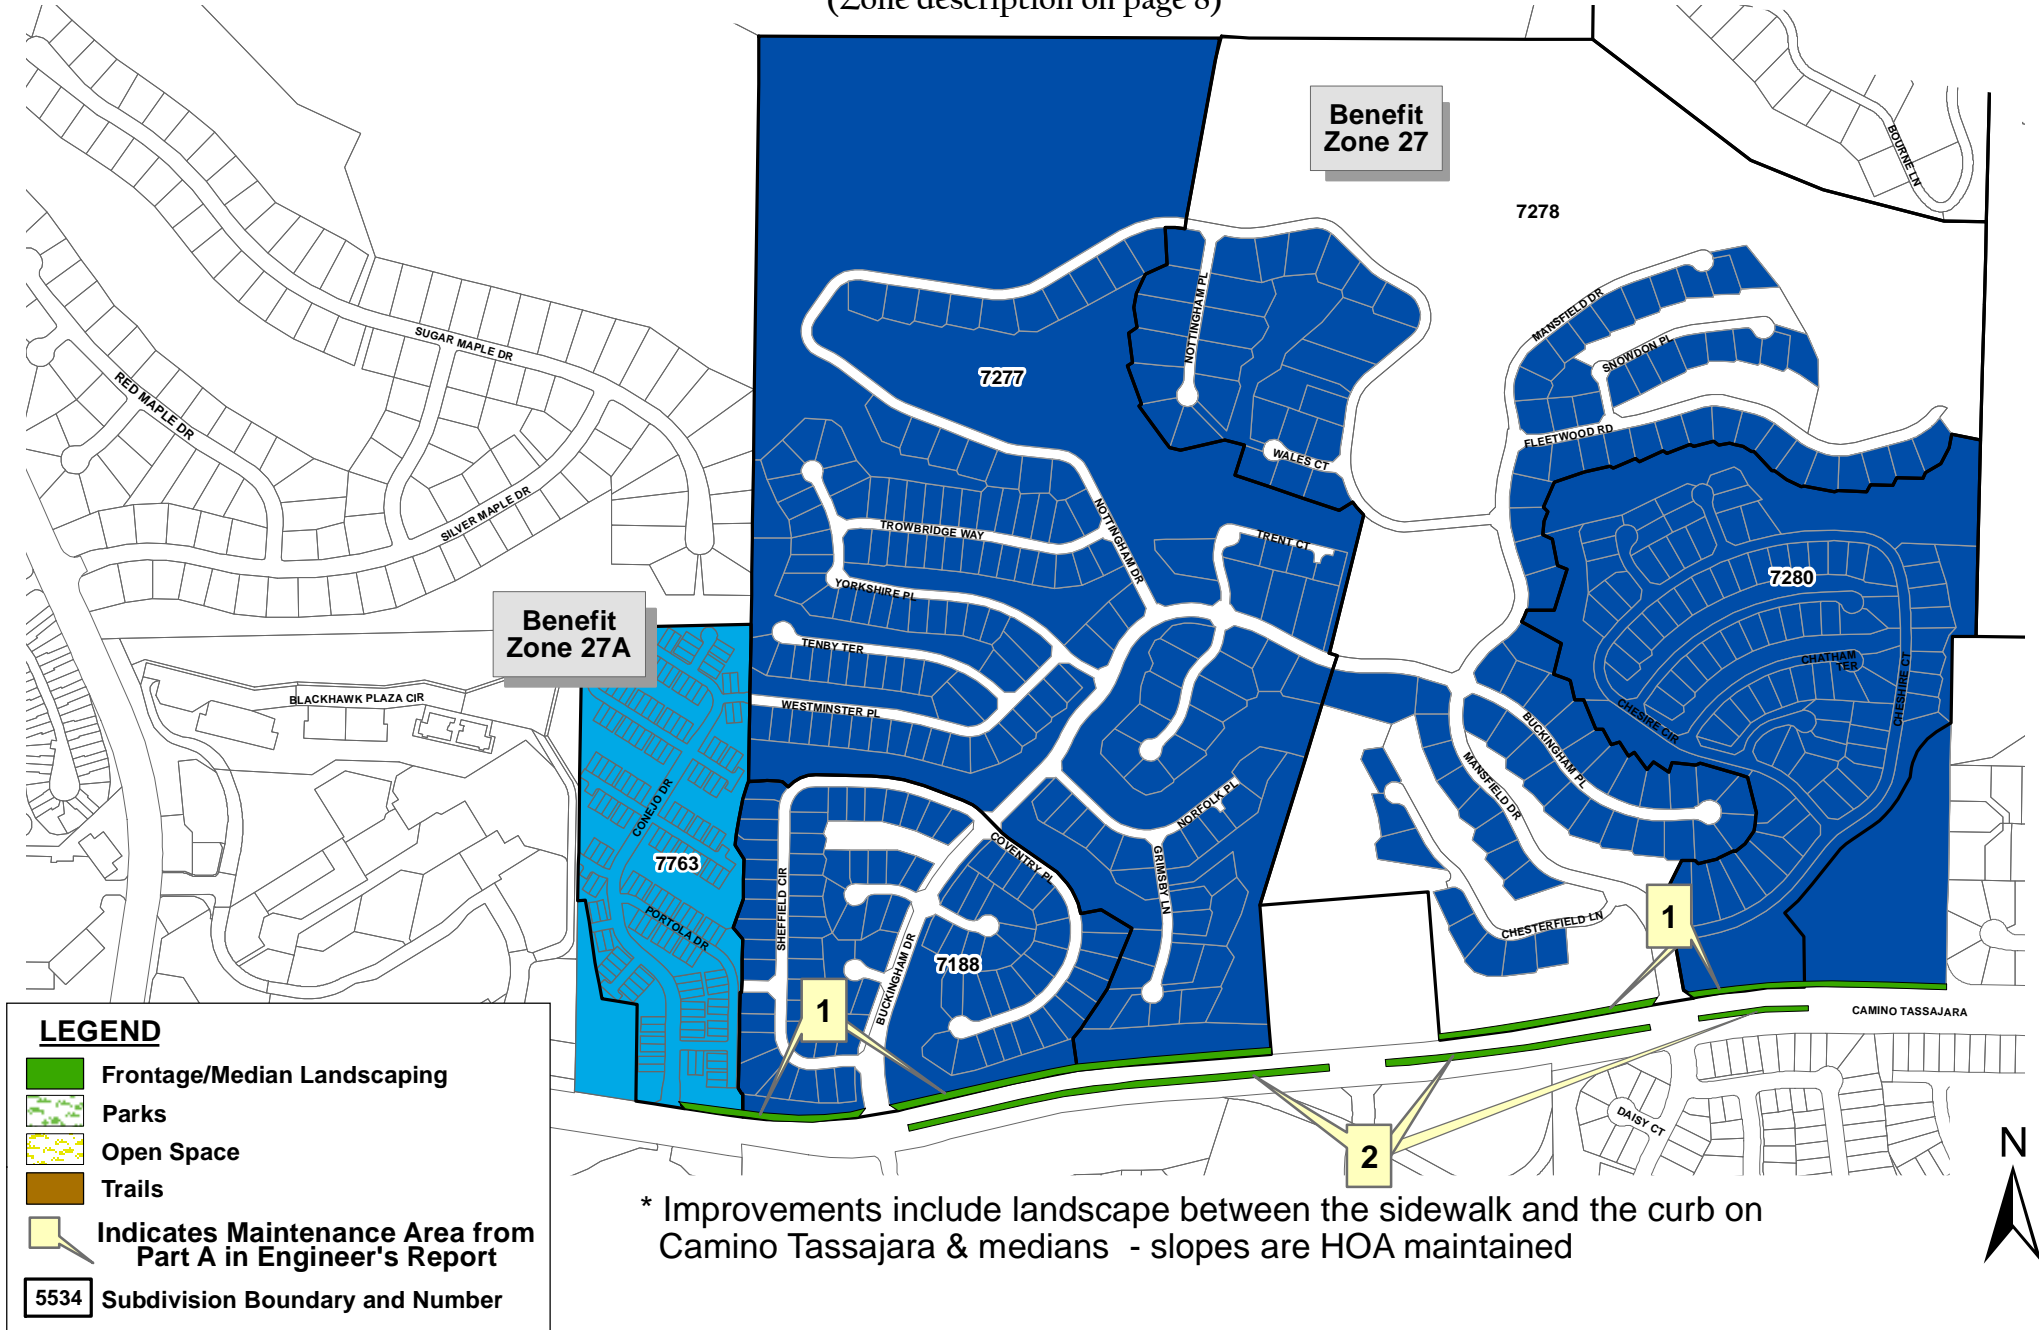 (Zone description on page 8)
Benefit
Zone 27
BOURNE LN
7278
NOTTINGHAM PL
MANSFIELD DR
SUGAR MAPLE DR
SNOWDON PL
RED MAPLE DR
7277
FLEETWOOD RD
WALES CT
SILVER MAPLE DR
TROWBRIDGE WAY
NOTTINGHAM DR
TRENT CT
YORKSHIRE PL
7280
Benefit
Zone 27A
TENBY TER
CHATHAM
TER
CHESHIRE CT
BLACKHAWK PLAZA CIR
WESTMINSTER PL
CHESIRE CIR
BUCKINGHAM PL
MANSFIELD DR
CONEJO DR
NORFOLK PL
COVENTRY PL
7763
GRIMSBY LN
SHEFFIELD CIR
PORTOLA DR
CHESTERFIELD LN
1
BUCKINGHAM DR
7188
1
CAMINO TASSAJARA
DAISY CT
2
N
LEGEND
Frontage/Median Landscaping
Parks
Open Space
Trails
Indicates Maintenance Area from
Part A in Engineer's Report
5534 Subdivision Boundary and Number
* Improvements include landscape between the sidewalk and the curb on
Camino Tassajara & medians - slopes are HOA maintained